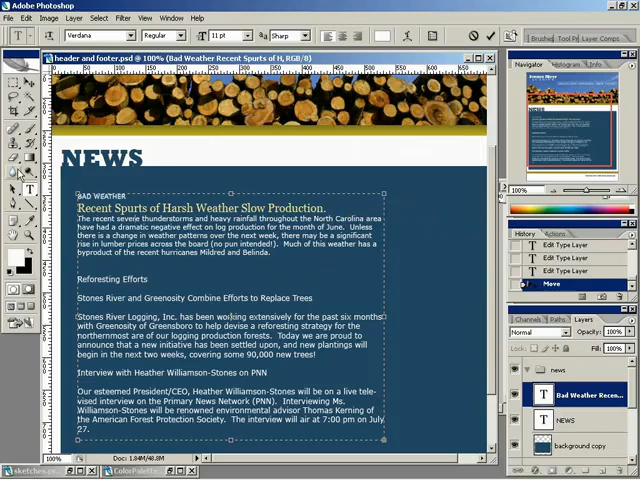 Adobe Photoshop
File Edit Image Layer Select Filter View Window Help
Verdana Regular 11 pt Sharp Brushes Tool Pr Layer Comps
header and footer.psd @ 100% (Bad Weather Recent Spurts of H, RGB/8)
NEWS
BAD WEATHER
Recent Spurts of Harsh Weather Slow Production.
The recent severe thunderstorms and heavy rainfall throughout the North Carolina area
have had a dramatic negative effect on log production for the month of June. Unless
there is a change in weather patterns over the next week, there may be a significant
rise in lumber prices across the board (no pun intended!). Much of this weather has a
byproduct of the recent hurricanes Mildred and Belinda.
Reforesting Efforts
Stones River and Greenosity Combine Efforts to Replace Trees
Stones River Logging, Inc. has been working extensively for the past six months
with Greenosity of Greensboro to help devise a reforesting strategy for the
northernmost are of our logging production forests. Today we are proud to
announce that a new initiative has been settled upon, and new plantings will
begin in the next two weeks, covering some 90,000 new trees!
Interview with Heather Williamson-Stones on PNN
Our esteemed President/CEO, Heather Williamson-Stones will be on a live tele-
vised interview on the Primary News Network (PNN). Interviewing Ms.
Williamson-Stones will be renowned environmental advisor Thomas Kerning of
the American Forest Protection Society. The interview will air at 7:00 pm on July
27.
100% Doc: 1.84M/48.8M
sketches.p... ColorPalette...
Navigator Histogram Info
NEWS
100%
History Actions
Edit Type Layer
Edit Type Layer
Edit Type Layer
Move
Channels Paths Layers
Normal Opacity: 100%
Lock: Fill: 100%
news
Bad Weather Recen...
NEWS
background copy